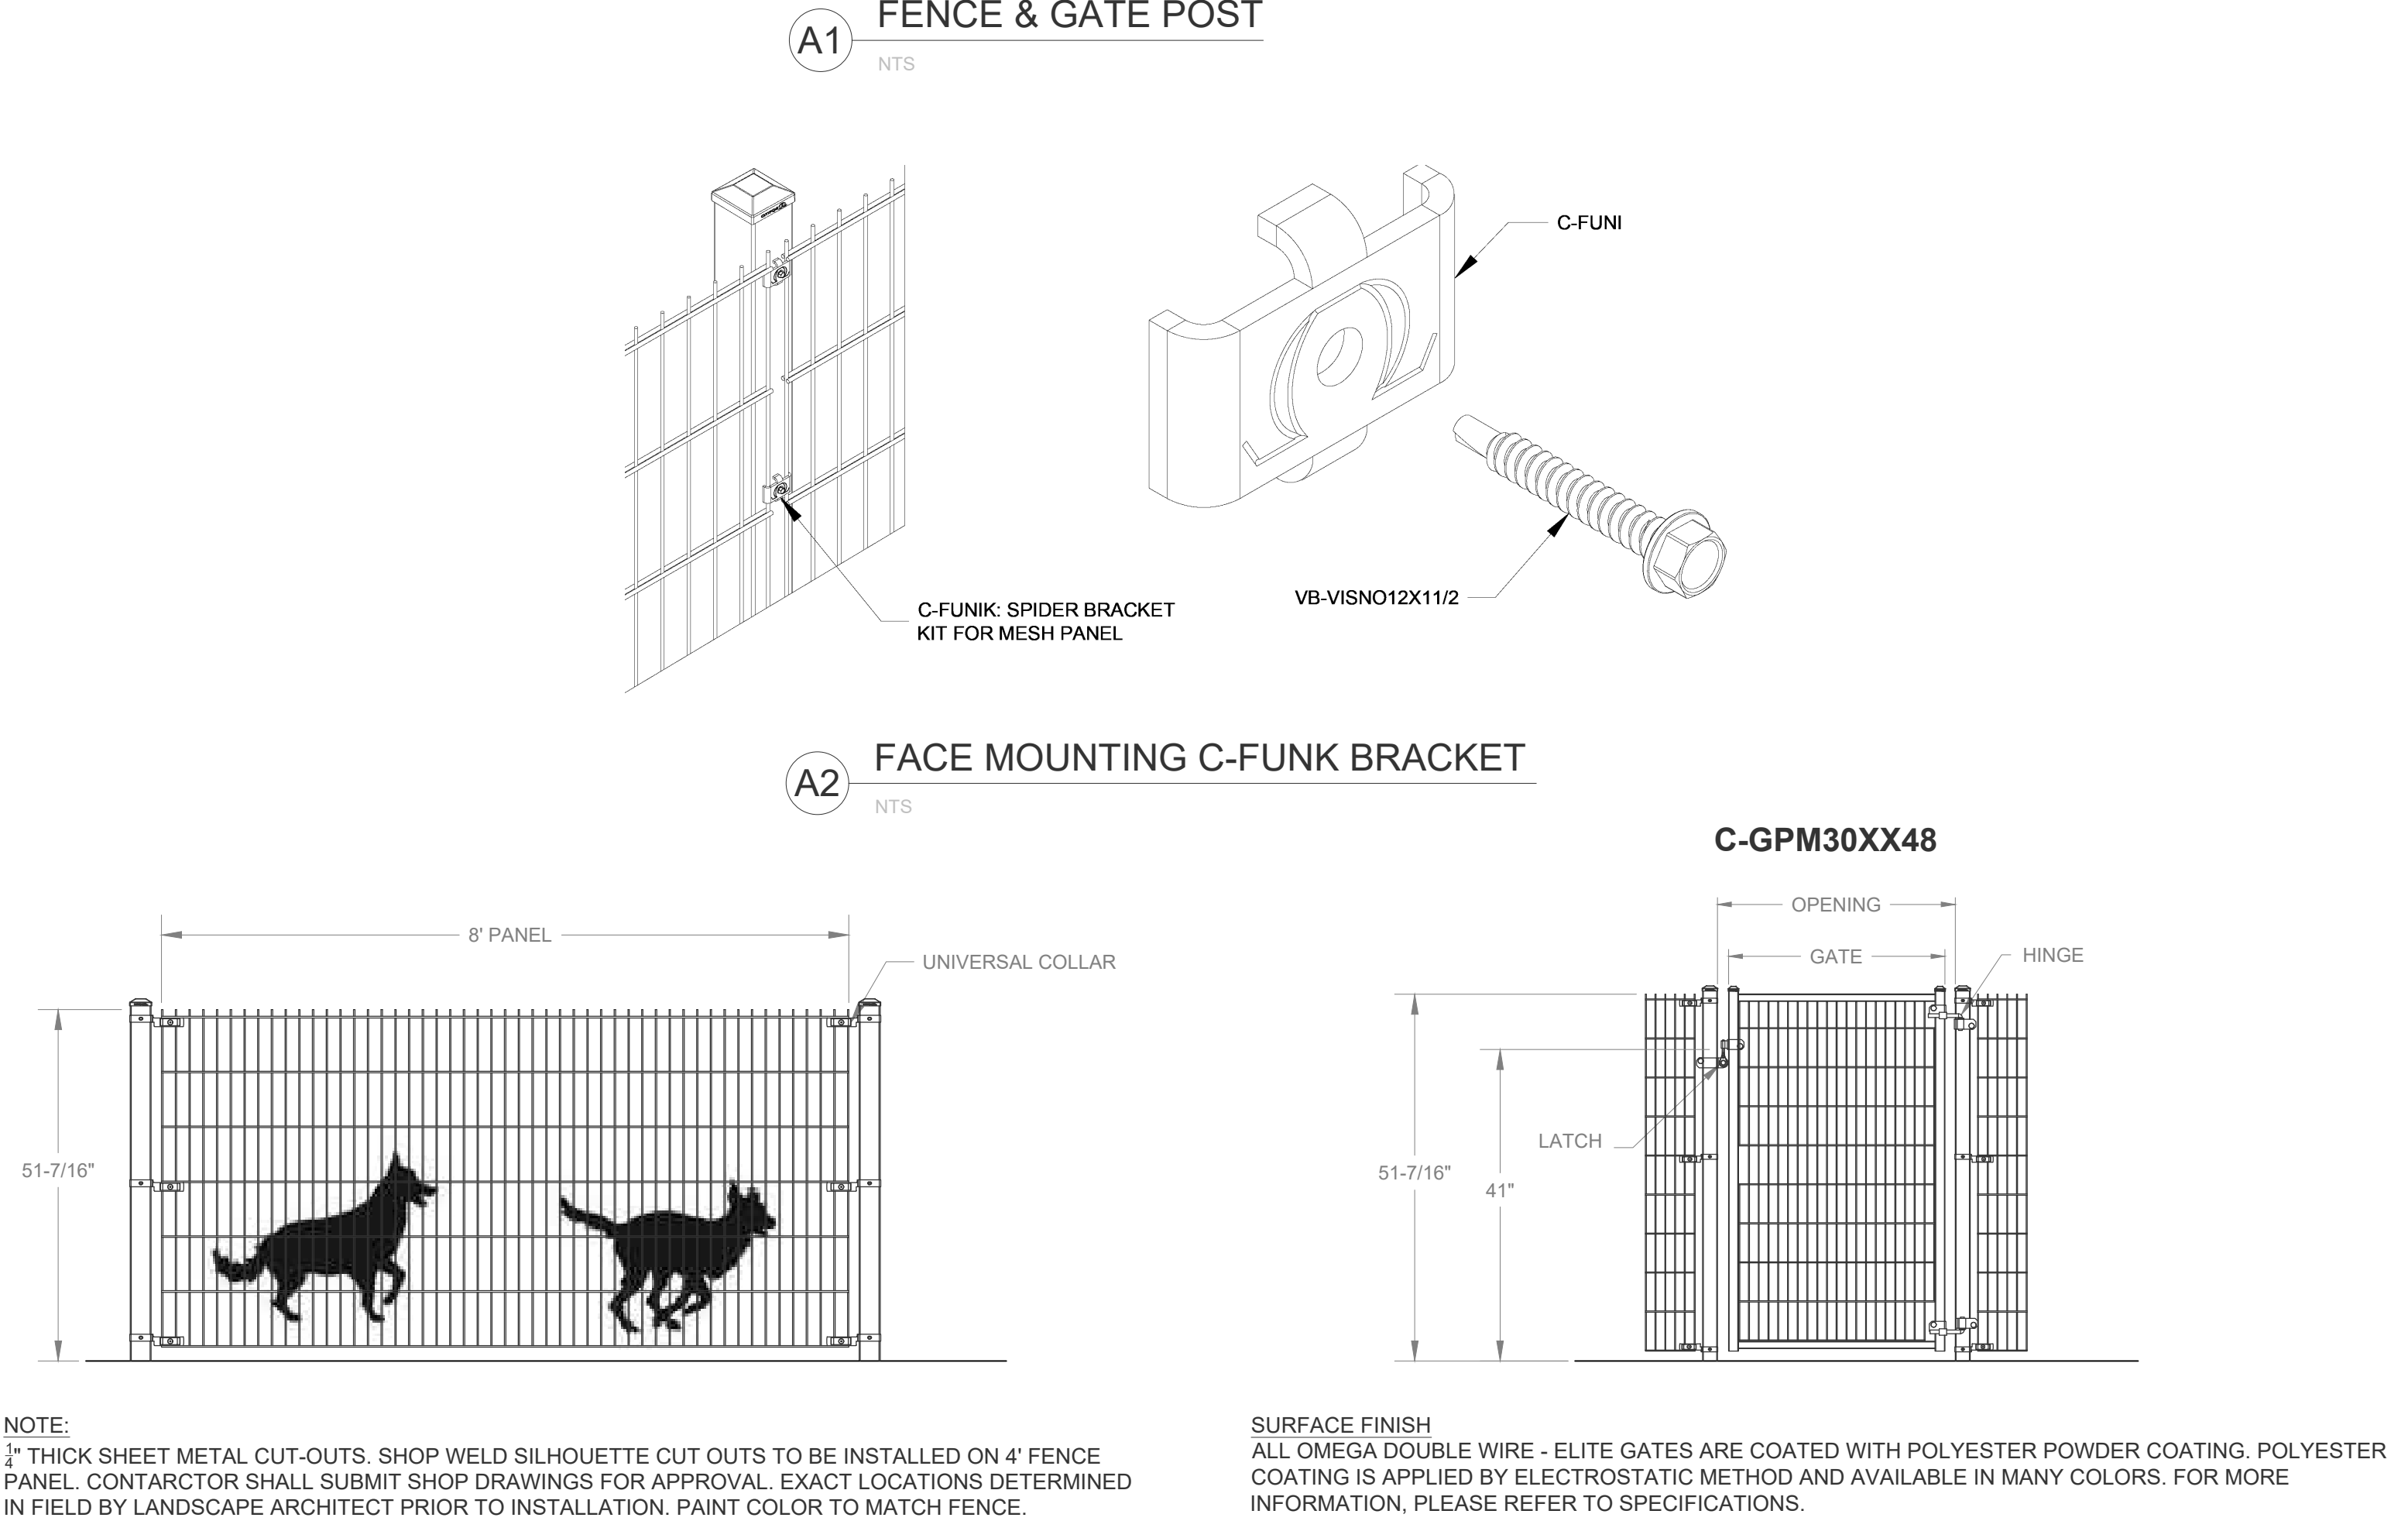 FENCE & GATE POST
A1
NTS
C-FUNI
VB-VISNO12X11/2
C-FUNIK: SPIDER BRACKET
KIT FOR MESH PANEL
FACE MOUNTING C-FUNK BRACKET
A2
NTS
C-GPM30XX48
8' PANEL
UNIVERSAL COLLAR
51-7/16"
OPENING
GATE
HINGE
LATCH
51-7/16"
41"
NOTE:
1/4" THICK SHEET METAL CUT-OUTS. SHOP WELD SILHOUETTE CUT OUTS TO BE INSTALLED ON 4' FENCE
PANEL. CONTARCTOR SHALL SUBMIT SHOP DRAWINGS FOR APPROVAL. EXACT LOCATIONS DETERMINED
IN FIELD BY LANDSCAPE ARCHITECT PRIOR TO INSTALLATION. PAINT COLOR TO MATCH FENCE.
SURFACE FINISH
ALL OMEGA DOUBLE WIRE - ELITE GATES ARE COATED WITH POLYESTER POWDER COATING. POLYESTER
COATING IS APPLIED BY ELECTROSTATIC METHOD AND AVAILABLE IN MANY COLORS. FOR MORE
INFORMATION, PLEASE REFER TO SPECIFICATIONS.